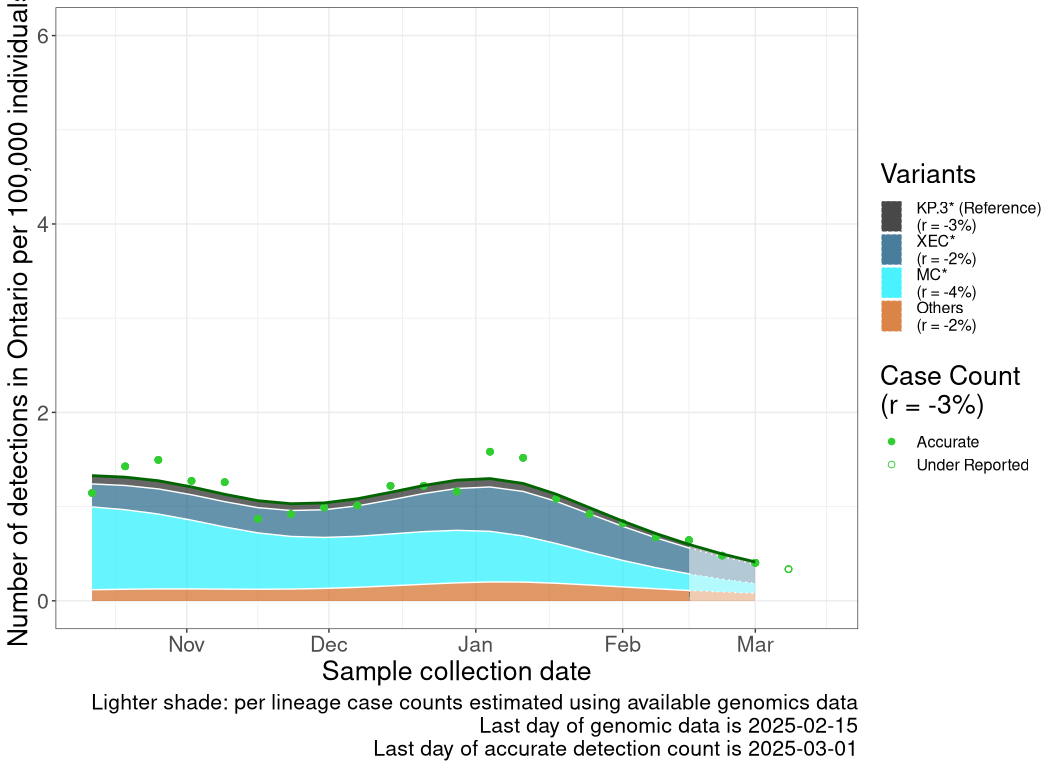 Number of detections in Ontario per 100,000 individuals
6
4
2
0
Nov
Dec
Jan
Feb
Mar
Sample collection date
Lighter shade: per lineage case counts estimated using available genomics data
Last day of genomic data is 2025-02-15
Last day of accurate detection count is 2025-03-01
Variants
KP.3* (Reference)
(r = -3%)
XEC*
(r = -2%)
MC*
(r = -4%)
Others
(r = -2%)
Case Count
(r = -3%)
Accurate
Under Reported